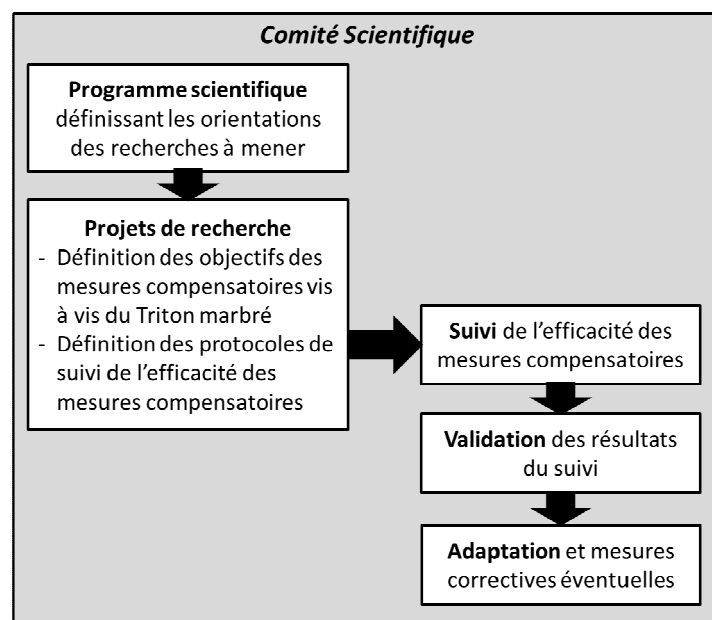 Comité Scientifique
Programme scientifique
définissant les orientations
des recherches à mener
Projets de recherche
- Définition des objectifs des
mesures compensatoires vis
à vis du Triton marbré
- Définition des protocoles de
suivi de l'efficacité des
mesures compensatoires
Suivi de l'efficacité des
mesures compensatoires
Validation des résultats
du suivi
Adaptation et mesures
correctives éventuelles